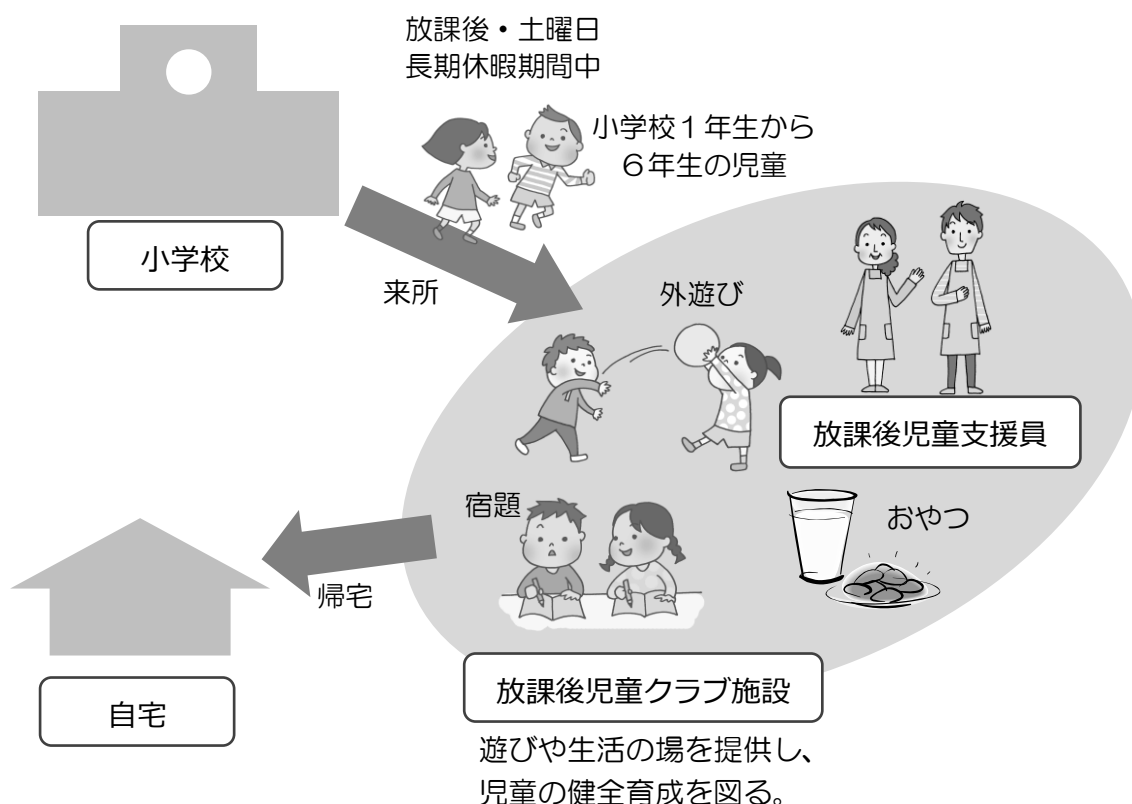 放課後・土曜日
長期休暇期間中
小学校１年生から
６年生の児童
小学校
来所
外遊び
放課後児童支援員
宿題
おやつ
帰宅
放課後児童クラブ施設
自宅
遊びや生活の場を提供し、
児童の健全育成を図る。